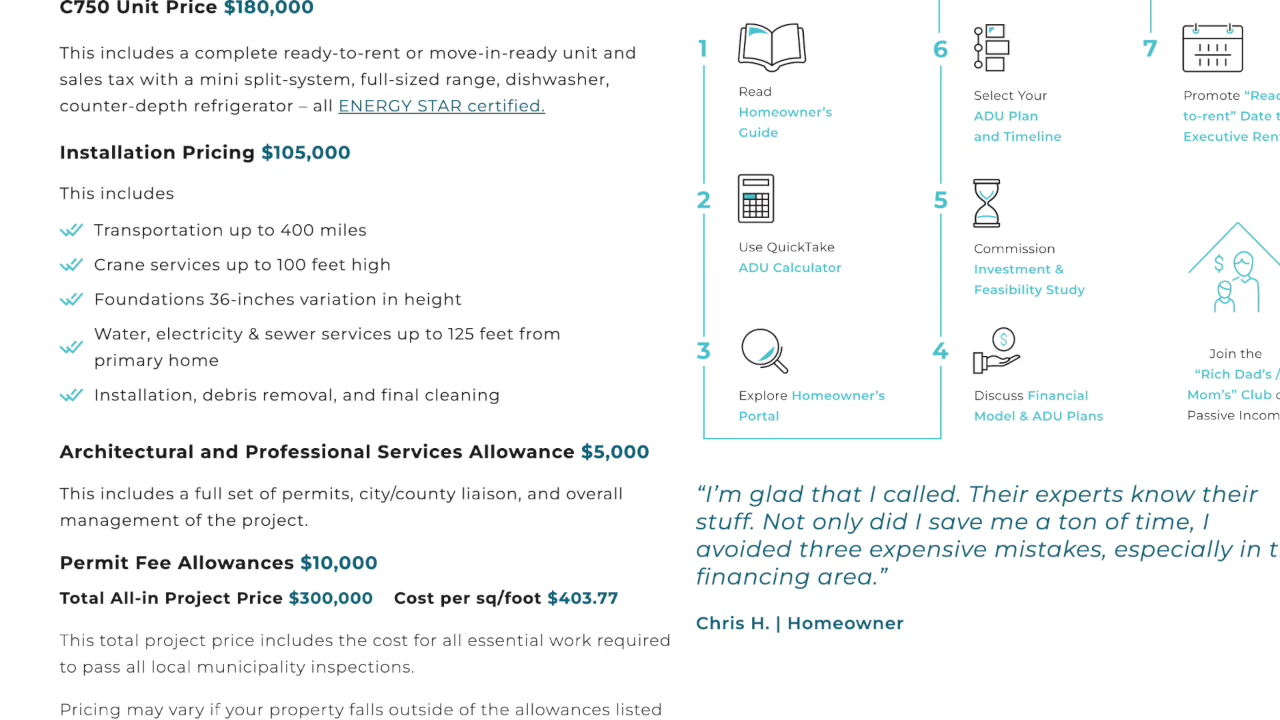 C750 Unit Price $180,000
This includes a complete ready-to-rent or move-in-ready unit and
sales tax with a mini split-system, full-sized range, dishwasher,
counter-depth refrigerator – all ENERGY STAR certified.
Installation Pricing $105,000
This includes
Transportation up to 400 miles
Crane services up to 100 feet high
Foundations 36-inches variation in height
Water, electricity & sewer services up to 125 feet from
primary home
Installation, debris removal, and final cleaning
Architectural and Professional Services Allowance $5,000
This includes a full set of permits, city/county liaison, and overall
management of the project.
Permit Fee Allowances $10,000
Total All-in Project Price $300,000 Cost per sq/foot $403.77
This total project price includes the cost for all essential work required
to pass all local municipality inspections.
Pricing may vary if your property falls outside of the allowances listed
1
Read
Homeowner's
Guide
2
Use QuickTake
ADU Calculator
3
Explore Homeowner's
Portal
4
$
Discuss Financial
Model & ADU Plans
5
Commission
Investment &
Feasibility Study
6
Select Your
ADU Plan
and Timeline
7
Promote
to-rent" Date
Executive
$
Join the
"Rich Dad's /
Mom's" Club
Passive
"I'm glad that I called. Their experts know their
stuff. Not only did I save me a ton of time, I
avoided three expensive mistakes, especially in
financing area."
Chris H. | Homeowner